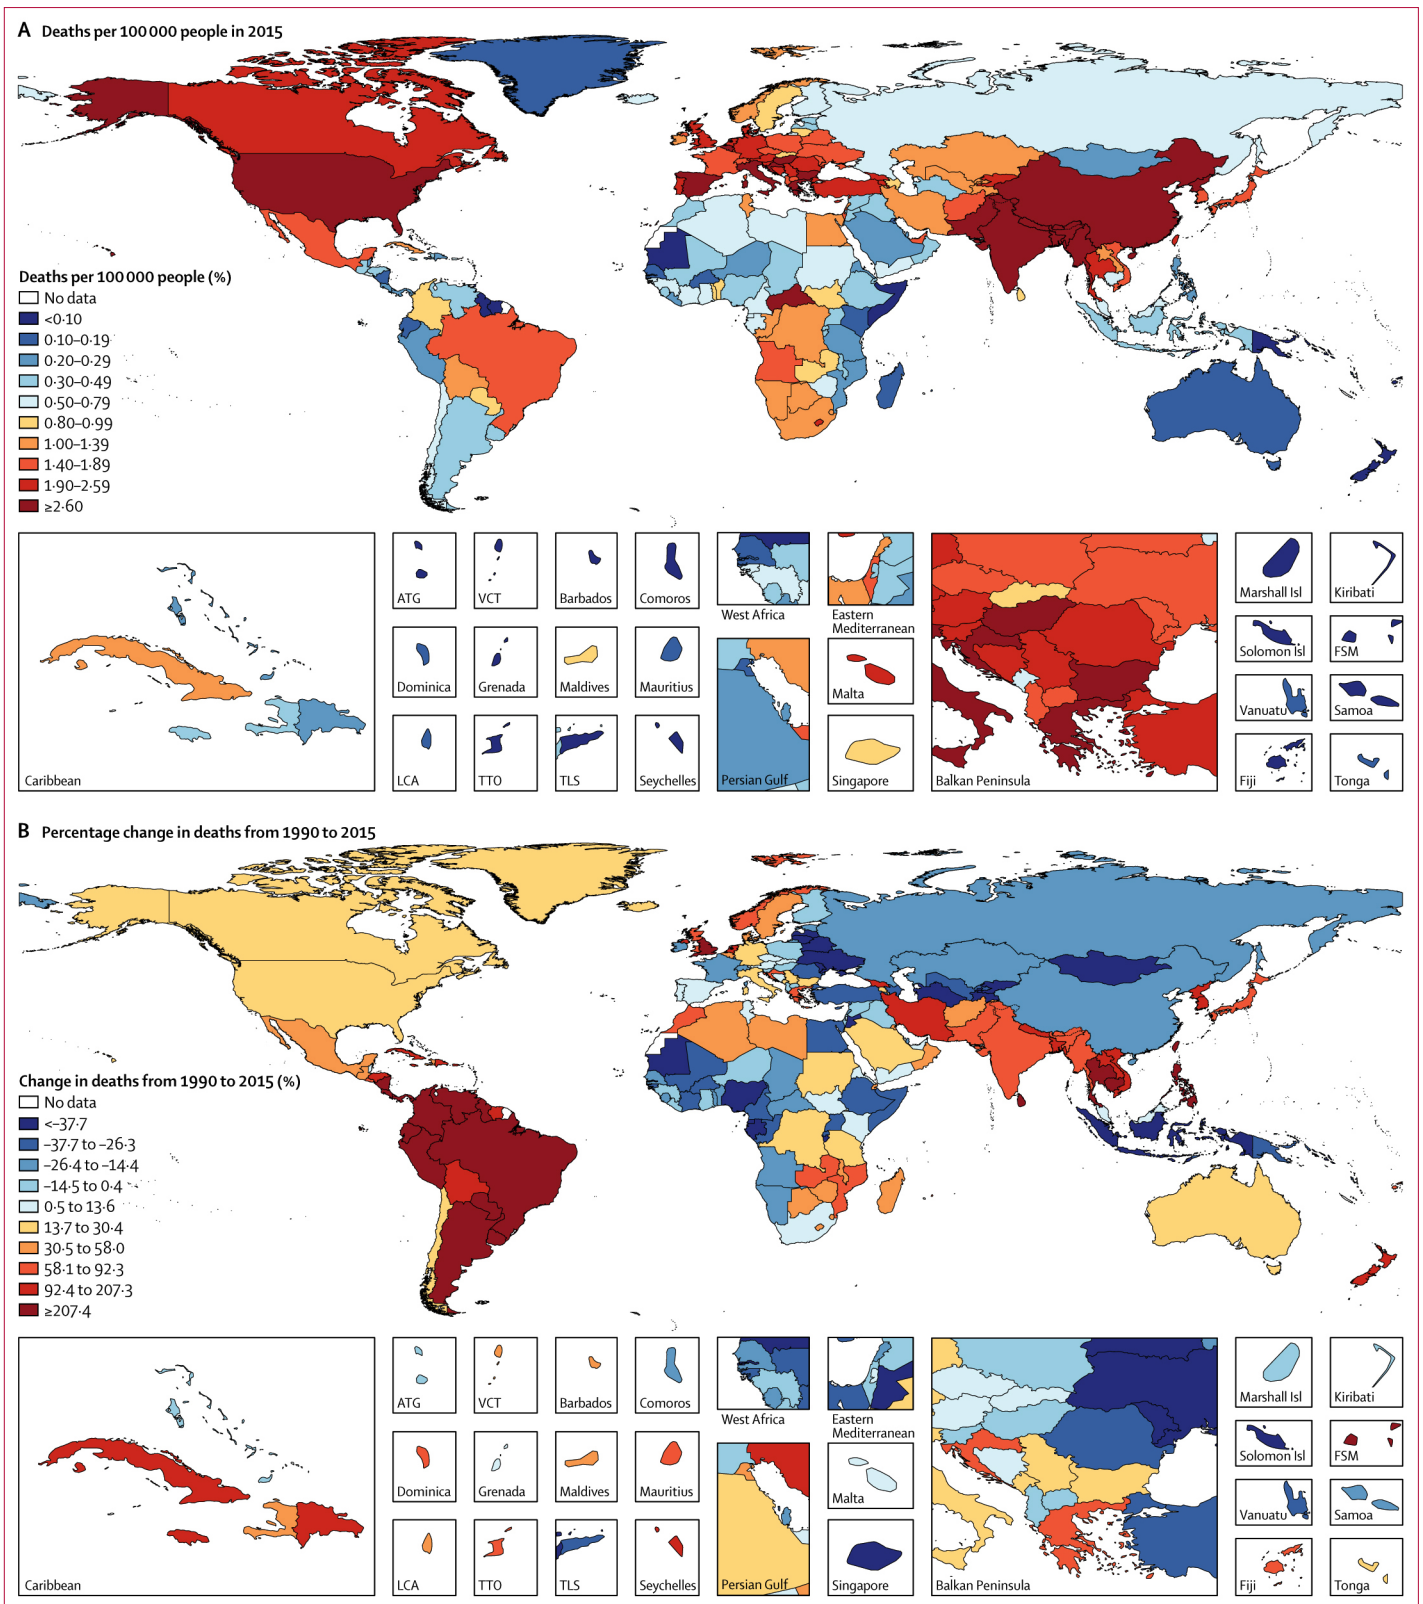 A Deaths per 100 000 people in 2015
Deaths per 100 000 people (%)
No data
<0·10
0·10–0·19
0·20–0·29
0·30–0·49
0·50–0·79
0·80–0·99
1·00–1·39
1·40–1·89
1·90–2·59
≥2·60
Caribbean
ATG
VCT
Barbados
Comoros
West Africa
Eastern
Mediterranean
Marshall Isl
Kiribati
Dominica
Grenada
Maldives
Mauritius
Malta
Solomon Isl
FSM
Vanuatu
Samoa
LCA
TTO
TLS
Seychelles
Persian Gulf
Singapore
Balkan Peninsula
Fiji
Tonga
B Percentage change in deaths from 1990 to 2015
Change in deaths from 1990 to 2015 (%)
No data
<–37·7
–37·7 to –26·3
–26·4 to –14·4
–14·5 to 0·4
0·5 to 13·6
13·7 to 30·4
30·5 to 58·0
58·1 to 92·3
92·4 to 207·3
≥207·4
Caribbean
ATG
VCT
Barbados
Comoros
West Africa
Eastern
Mediterranean
Marshall Isl
Kiribati
Dominica
Grenada
Maldives
Mauritius
Malta
Solomon Isl
FSM
Vanuatu
Samoa
LCA
TTO
TLS
Seychelles
Persian Gulf
Singapore
Balkan Peninsula
Fiji
Tonga